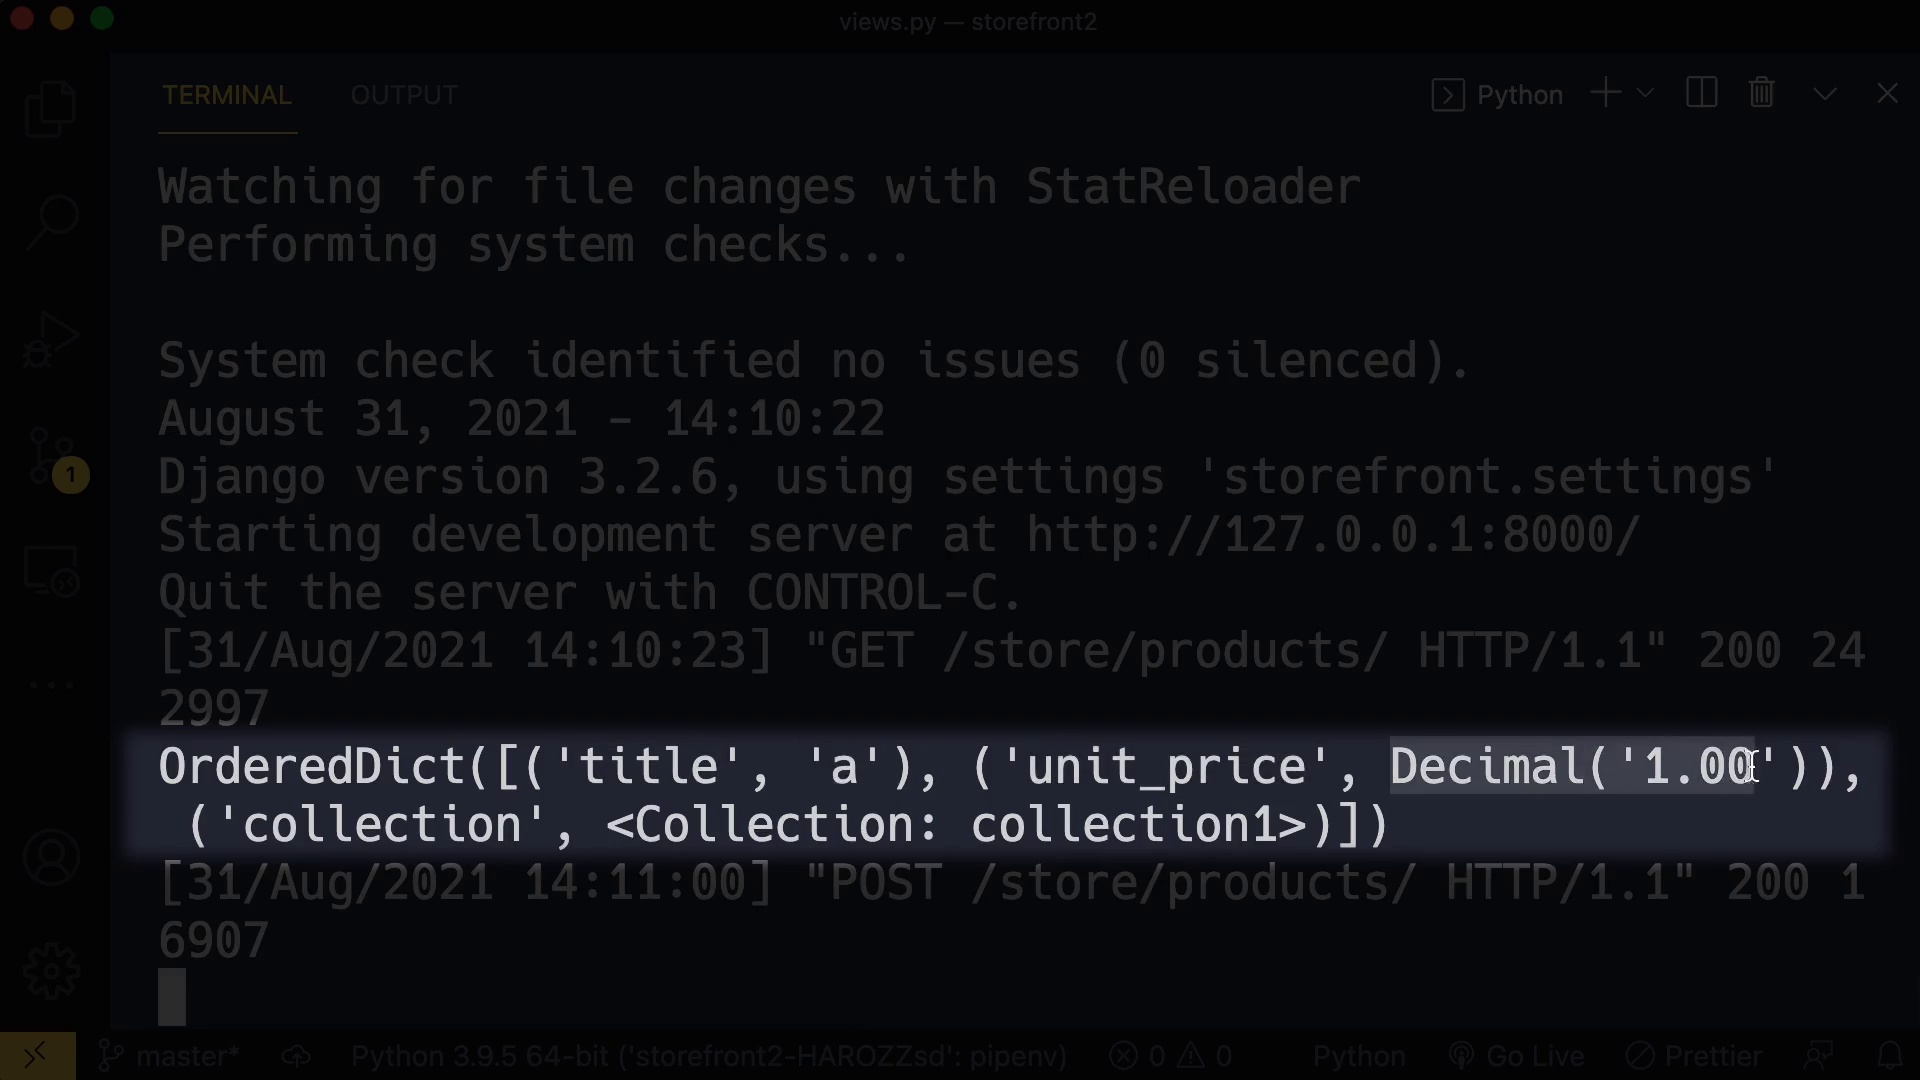 views.py — storefront2
TERMINAL OUTPUT Python
Watching for file changes with StatReloader
Performing system checks...
System check identified no issues (0 silenced).
August 31, 2021 - 14:10:22
Django version 3.2.6, using settings 'storefront.settings'
Starting development server at http://127.0.0.1:8000/
Quit the server with CONTROL-C.
[31/Aug/2021 14:10:23] "GET /store/products/ HTTP/1.1" 200 24
2997
OrderedDict([('title', 'a'), ('unit_price', Decimal('1.00')),
('collection', <Collection: collection1>)])
[31/Aug/2021 14:11:00] "POST /store/products/ HTTP/1.1" 200 1
6907
1
master* Python 3.9.5 64-bit ('storefront2-HAROZZsd': pipenv) 0 0 Python Go Live Prettier